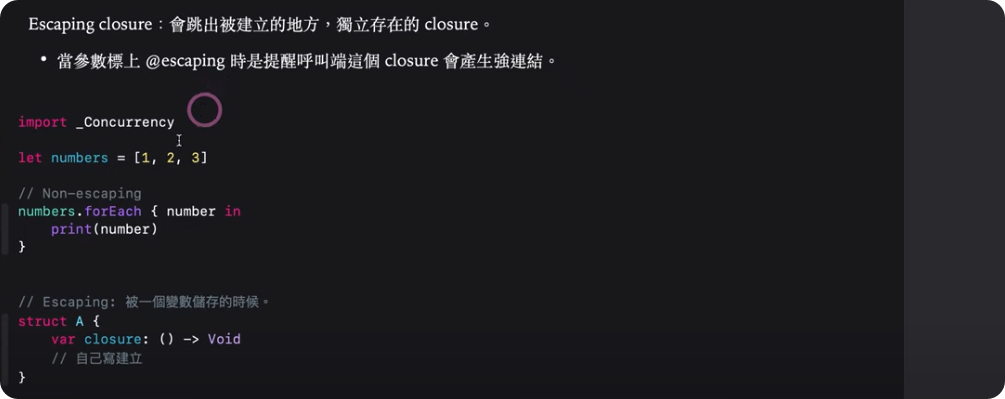 Escaping closure：會跳出被建立的地方，獨立存在的 closure。
• 當參數標上 @escaping 時是提醒呼叫端這個 closure 會產生強連結。
import _Concurrency
let numbers = [1, 2, 3]
// Non-escaping
numbers.forEach { number in
    print(number)
}
// Escaping: 被一個變數儲存的時候。
struct A {
    var closure: () -> Void
    // 自己寫建立
}